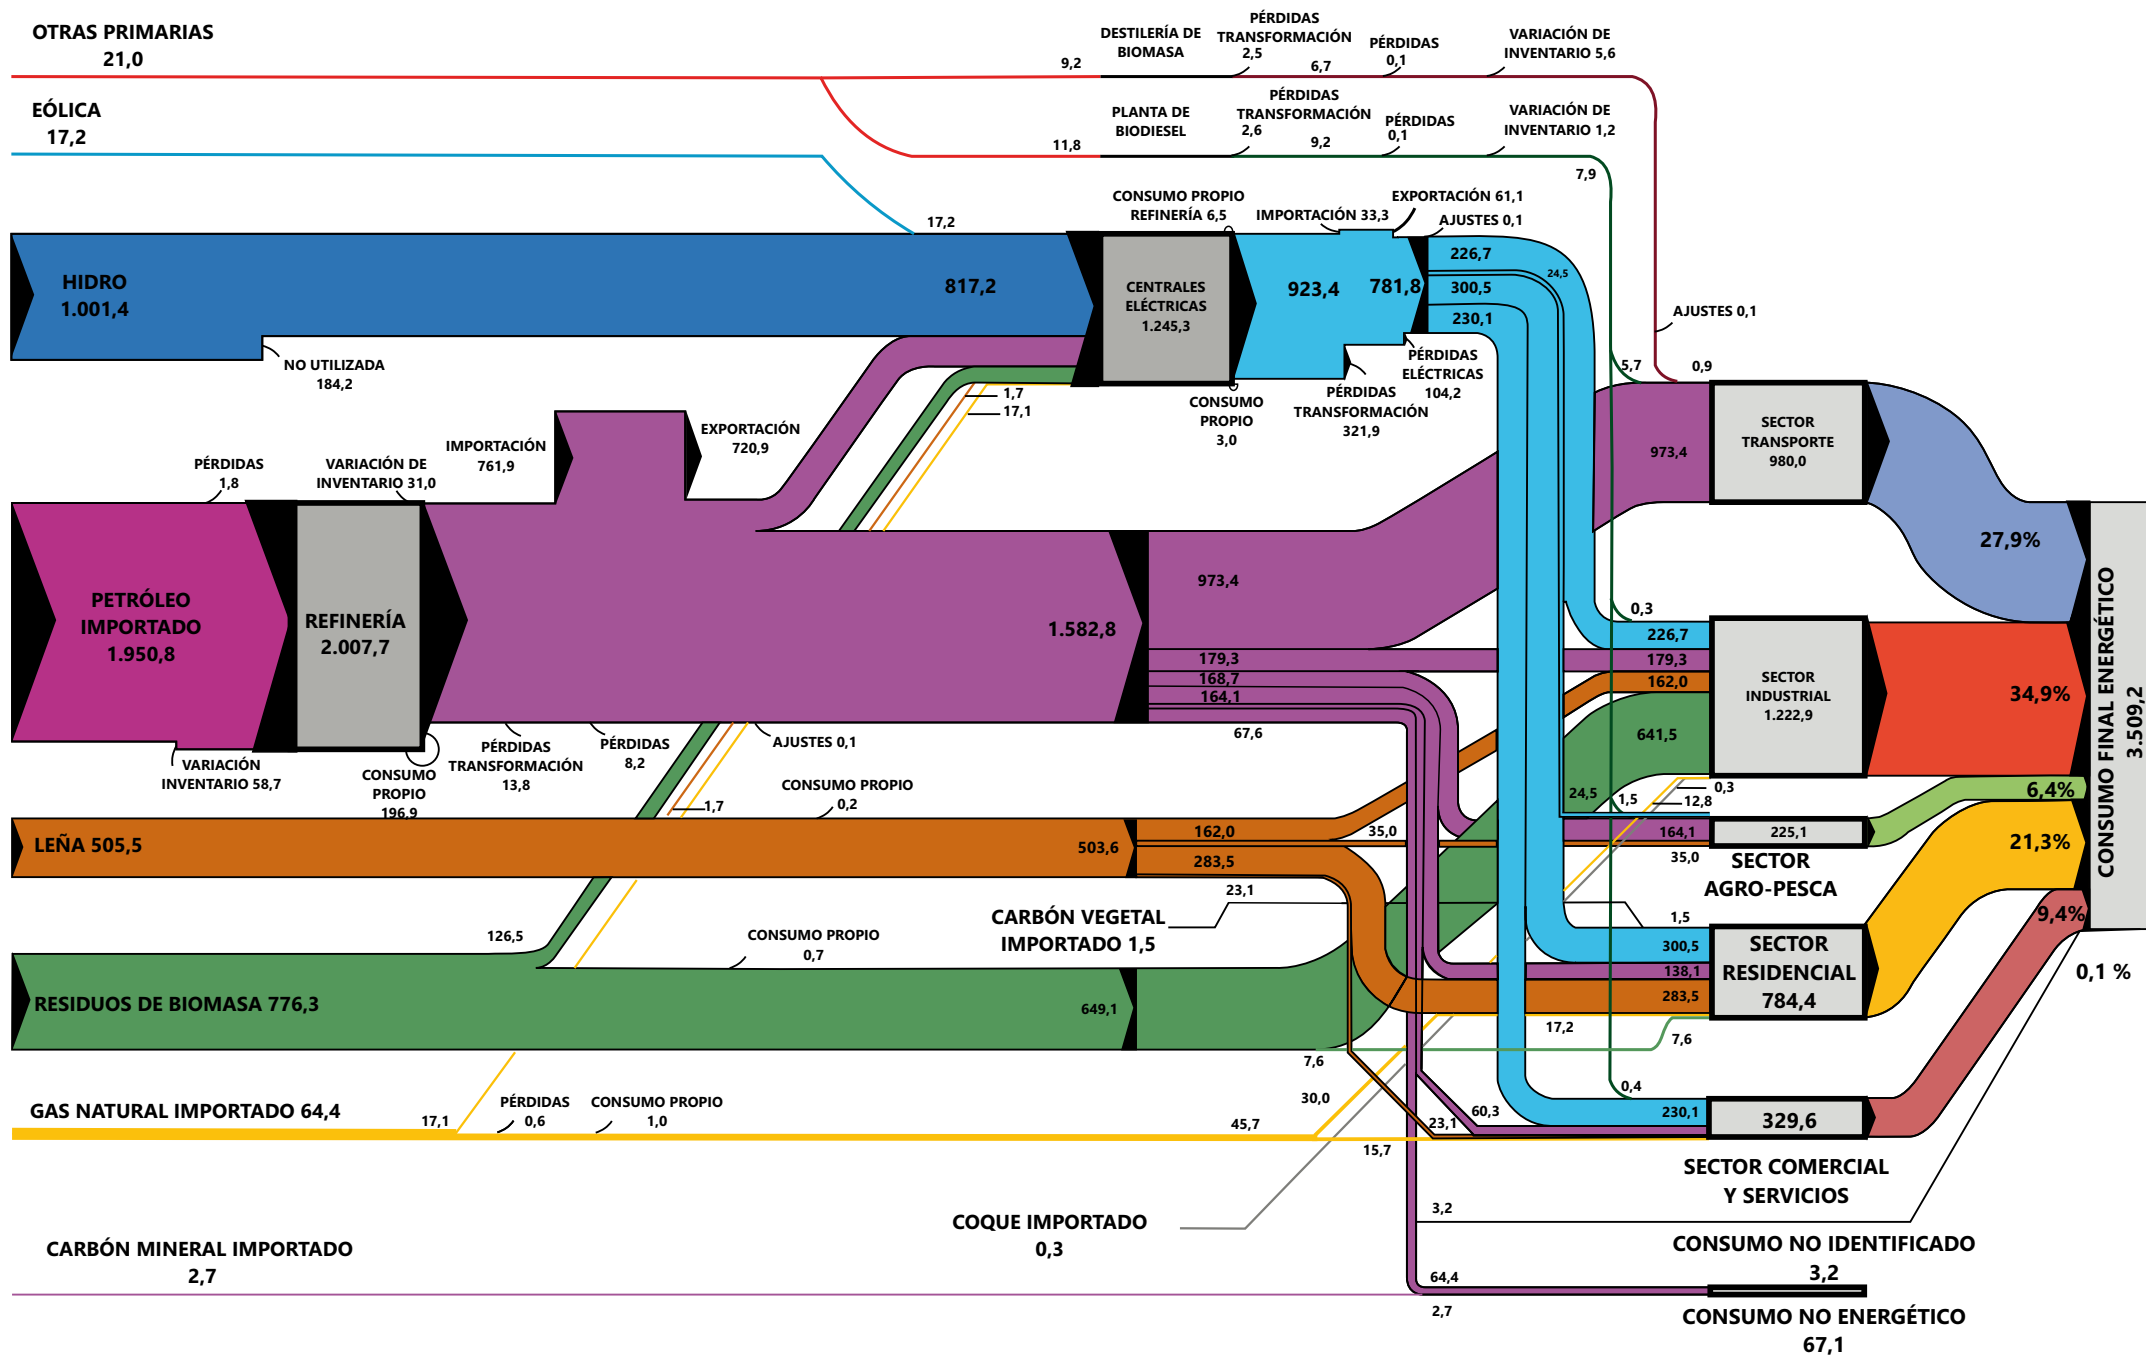 OTRAS PRIMARIAS
21,0
9,2
DESTILERÍA DE
BIOMASA
PÉRDIDAS
TRANSFORMACIÓN
2,5
6,7
PÉRDIDAS
0,1
VARIACIÓN DE
INVENTARIO 5,6
EÓLICA
17,2
11,8
PLANTA DE
BIODIESEL
PÉRDIDAS
TRANSFORMACIÓN
2,6
9,2
PÉRDIDAS
0,1
VARIACIÓN DE
INVENTARIO 1,2
7,9
17,2
CONSUMO PROPIO
REFINERÍA 6,5
IMPORTACIÓN 33,3
EXPORTACIÓN 61,1
AJUSTES 0,1
HIDRO
1.001,4
817,2
CENTRALES
ELÉCTRICAS
1.245,3
923,4
781,8
226,7
24,5
300,5
230,1
NO UTILIZADA
184,2
1,7
17,1
CONSUMO
PROPIO
3,0
PÉRDIDAS
TRANSFORMACIÓN
321,9
PÉRDIDAS
ELÉCTRICAS
104,2
AJUSTES 0,1
5,7
0,9
IMPORTACIÓN
761,9
EXPORTACIÓN
720,9
973,4
SECTOR
TRANSPORTE
980,0
PÉRDIDAS
1,8
VARIACIÓN DE
INVENTARIO 31,0
PETRÓLEO
IMPORTADO
1.950,8
REFINERÍA
2.007,7
1.582,8
973,4
179,3
168,7
164,1
67,6
27,9%
0,3
226,7
179,3
162,0
641,5
SECTOR
INDUSTRIAL
1.222,9
34,9%
CONSUMO FINAL ENERGÉTICO
3.509,2
VARIACIÓN
INVENTARIO 58,7
CONSUMO
PROPIO
196,9
PÉRDIDAS
TRANSFORMACIÓN
13,8
PÉRDIDAS
8,2
AJUSTES 0,1
1,7
CONSUMO PROPIO
0,2
24,5
1,5
0,3
12,8
6,4%
LEÑA 505,5
503,6
162,0
35,0
283,5
23,1
164,1
35,0
225,1
SECTOR
AGRO-PESCA
21,3%
CARBÓN VEGETAL
IMPORTADO 1,5
1,5
9,4%
126,5
CONSUMO PROPIO
0,7
300,5
138,1
283,5
SECTOR
RESIDENCIAL
784,4
0,1 %
RESIDUOS DE BIOMASA 776,3
649,1
17,2
7,6
7,6
GAS NATURAL IMPORTADO 64,4
17,1
PÉRDIDAS
0,6
CONSUMO PROPIO
1,0
30,0
45,7
15,7
0,4
60,3
23,1
230,1
329,6
SECTOR COMERCIAL
Y SERVICIOS
COQUE IMPORTADO
0,3
3,2
CONSUMO NO IDENTIFICADO
3,2
CARBÓN MINERAL IMPORTADO
2,7
64,4
2,7
CONSUMO NO ENERGÉTICO
67,1